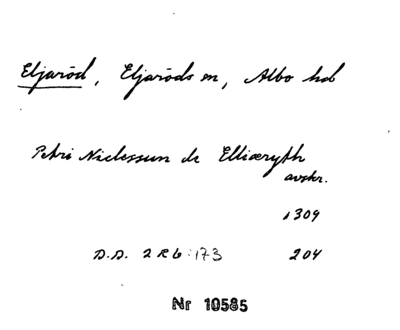 Eljaröd, Eljaröds sn, Albo hd
Petri Niclessun de Elliæryth
avskr.
1309
D.D. 2 R 6:173 204
Nr 10585